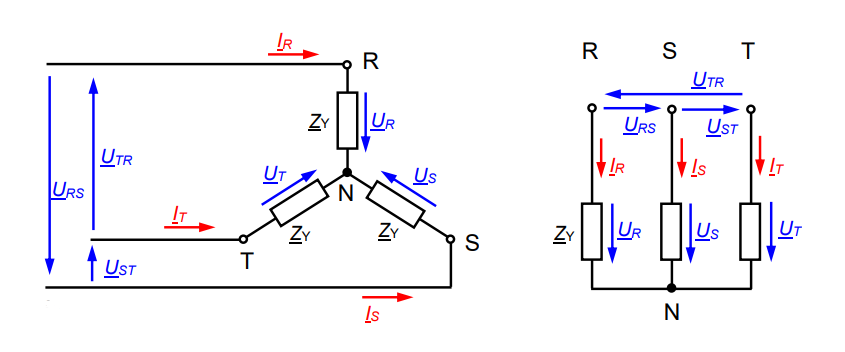 I_R
R
Z_Y
U_R
U_TR
U_T
U_S
N
U_RS
I_T
Z_Y
Z_Y
S
T
U_ST
I_S
R S T
U_TR
U_RS
U_ST
I_R
I_S
I_T
Z_Y
U_R
U_S
U_T
N